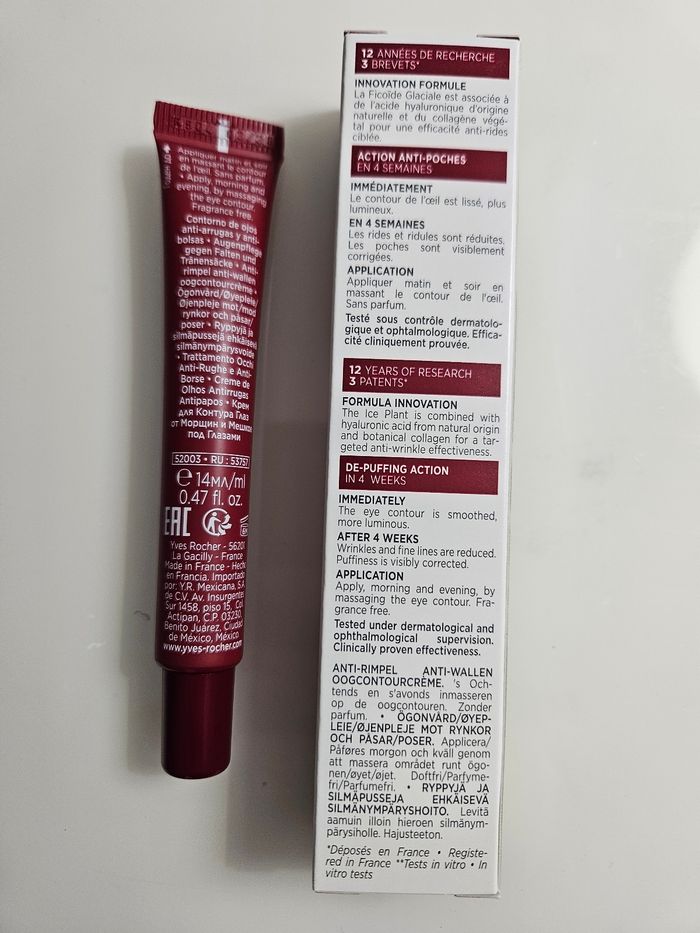 Appliquer matin et soir
en massant le contour
de l'œil. Sans parfum.
• Apply, morning and
evening, by massaging
the eye contour.
Fragrance free.
Contorno de ojos
anti-arrugas y anti-
bolsas • Augenpflege
gegen Falten und
Tränensäcke • Anti-
rimpel anti-wallen
oogcontourcrème •
Ögonvård/Øyepleie/
Øjenpleje mot/mod
rynkor och påsar/
poser • Ryppyjä ja
silmäpusseja ehkäisevä
silmänympärysvoide
• Trattamento Occhi
Anti-Rughe e Anti-
Borse • Creme de
Olhos Antirrugas
Antipapos • Крем
для Контура Глаз
от Морщин и Мешков
под Глазами
52003 • RU : 53757
℮ 14мл/ml
0.47 fl. oz.
EAC
Yves Rocher - 56200
La Gacilly - France
Made in France - Hecho
en Francia. Importado
por: Y.R. Mexicana, S.A.
de C.V. Av. Insurgentes
Sur 1458, piso 15, Col.
Actipan, C.P. 03230,
Benito Juárez, Ciudad
de México, México.
www.yves-rocher.com
12 ANNÉES DE RECHERCHE
3 BREVETS*
INNOVATION FORMULE
La Ficoïde Glaciale est associée à
de l'acide hyaluronique d'origine
naturelle et du collagène végé-
tal pour une efficacité anti-rides
ciblée.
ACTION ANTI-POCHES
EN 4 SEMAINES
IMMÉDIATEMENT
Le contour de l'œil est lissé, plus
lumineux.
EN 4 SEMAINES
Les rides et ridules sont réduites.
Les poches sont visiblement
corrigées.
APPLICATION
Appliquer matin et soir en
massant le contour de l'œil.
Sans parfum.
Testé sous contrôle dermatolo-
gique et ophtalmologique. Effica-
cité cliniquement prouvée.
12 YEARS OF RESEARCH
3 PATENTS*
FORMULA INNOVATION
The Ice Plant is combined with
hyaluronic acid from natural origin
and botanical collagen for a tar-
geted anti-wrinkle effectiveness.
DE-PUFFING ACTION
IN 4 WEEKS
IMMEDIATELY
The eye contour is smoothed,
more luminous.
AFTER 4 WEEKS
Wrinkles and fine lines are reduced.
Puffiness is visibly corrected.
APPLICATION
Apply, morning and evening, by
massaging the eye contour. Fra-
grance free.
Tested under dermatological and
ophthalmological supervision.
Clinically proven effectiveness.
ANTI-RIMPEL ANTI-WALLEN
OOGCONTOURCRÈME. 's Och-
tends en s'avonds inmasseren
op de oogcontouren. Zonder
parfum. • ÖGONVÅRD/ØYEP-
LEIE/ØJENPLEJE MOT RYNKOR
OCH PÅSAR/POSER. Applicera/
Påføres morgon och kväll genom
att massera området runt ögo-
nen/øyet/øjet. Doftfri/Parfyme-
fri/Parfumefri. • RYPPYJÄ JA
SILMÄPUSSEJA EHKÄISEVÄ
SILMÄNYMPÄRYSHOITO. Levitä
aamuin illoin hieroen silmänym-
pärysiholle. Hajusteeton.
*Déposés en France • Registe-
red in France **Tests in vitro • In
vitro tests